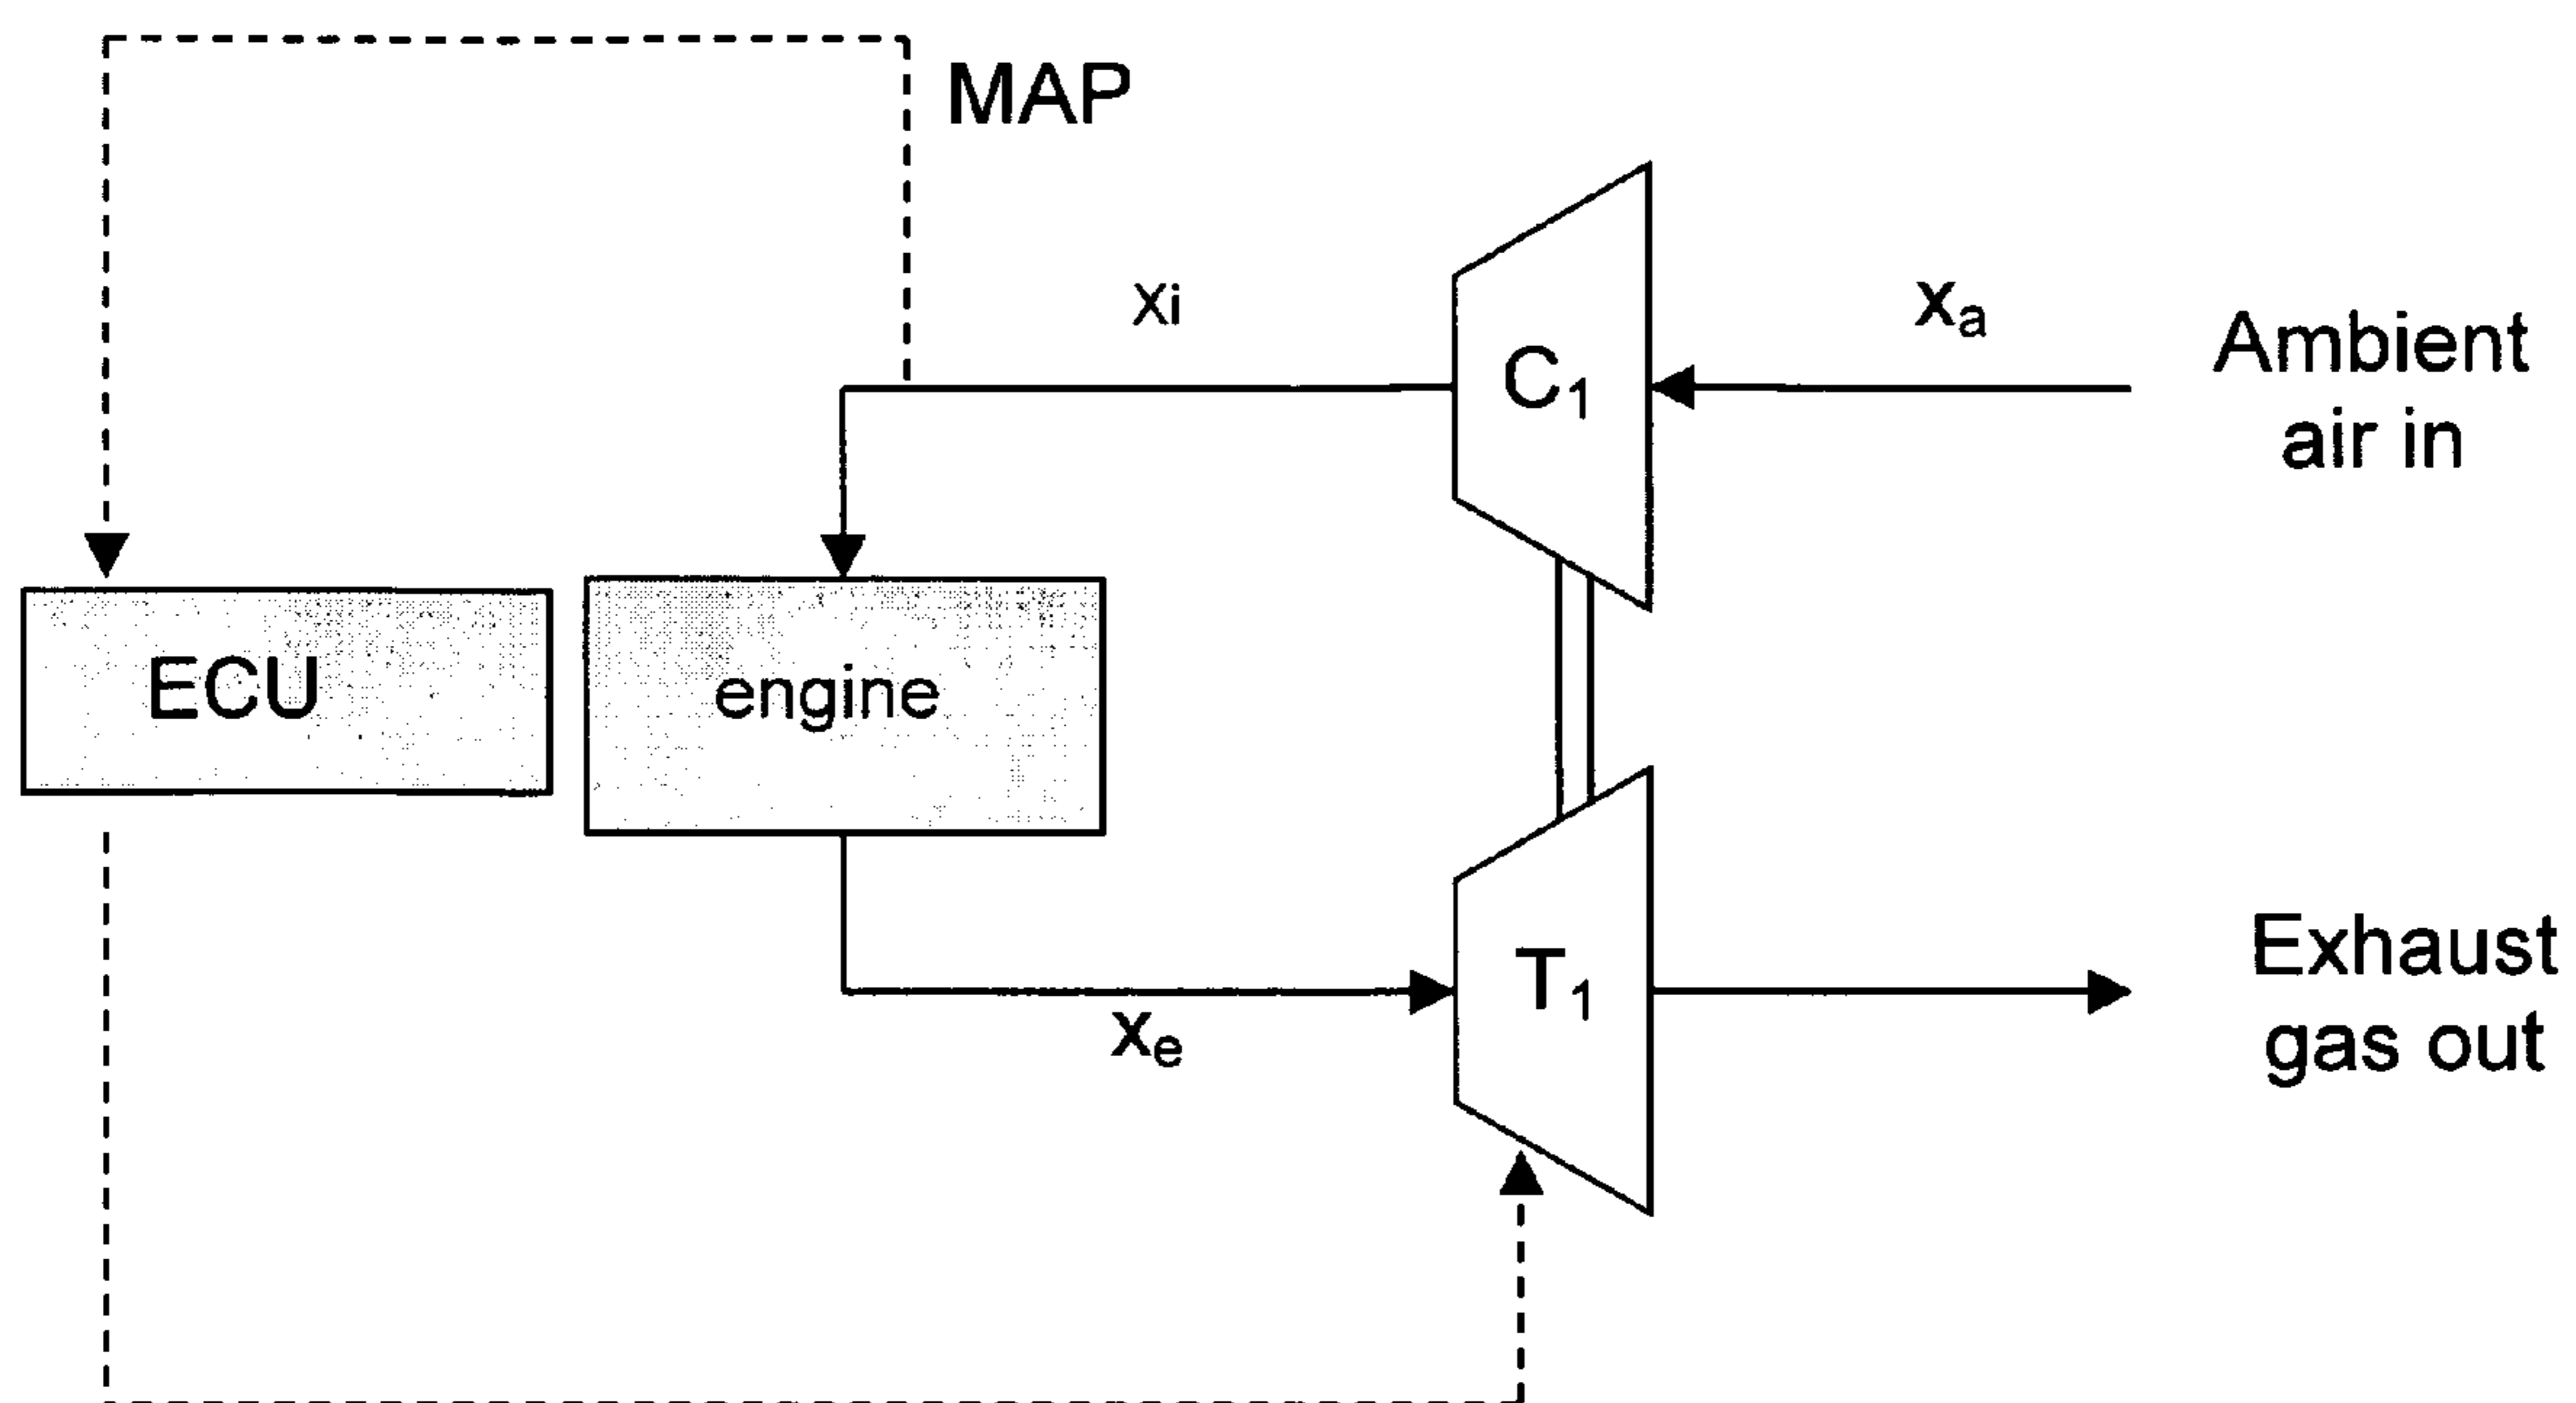 MAP
xi
xₐ
C₁
Ambient
air in
ECU
engine
T₁
xₑ
Exhaust
gas out